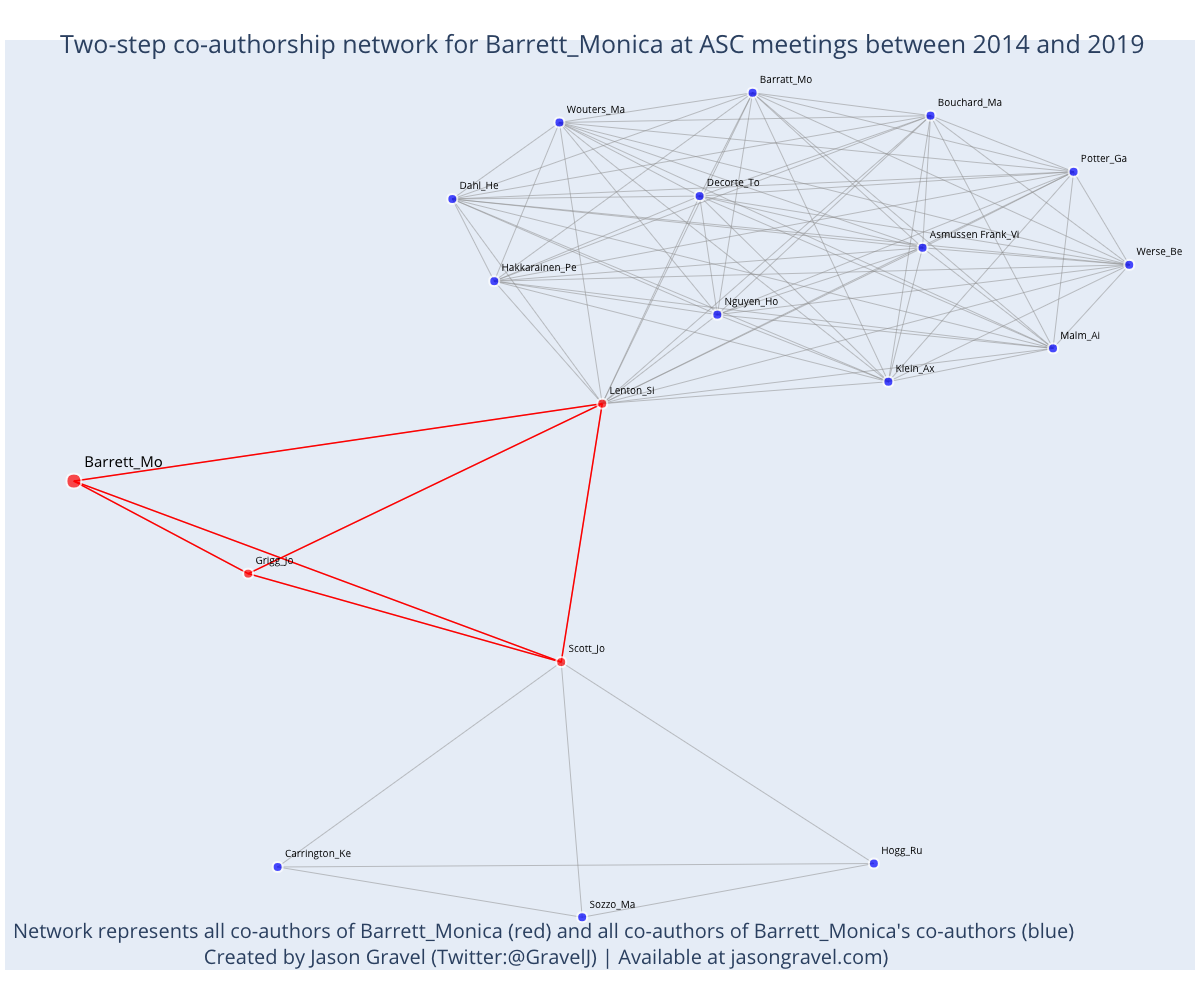 Two-step co-authorship network for Barrett_Monica at ASC meetings between 2014 and 2019
Barratt_Mo
Bouchard_Ma
Wouters_Ma
Potter_Ga
Dahl_He
Decorte_To
Asmussen Frank_Vi
Werse_Be
Hakkarainen_Pe
Nguyen_Ho
Malm_Ai
Klein_Ax
Lenton_Si
Barrett_Mo
Grigg_Jo
Scott_Jo
Carrington_Ke
Hogg_Ru
Sozzo_Ma
Network represents all co-authors of Barrett_Monica (red) and all co-authors of Barrett_Monica's co-authors (blue)
Created by Jason Gravel (Twitter:@GravelJ) | Available at jasongravel.com)